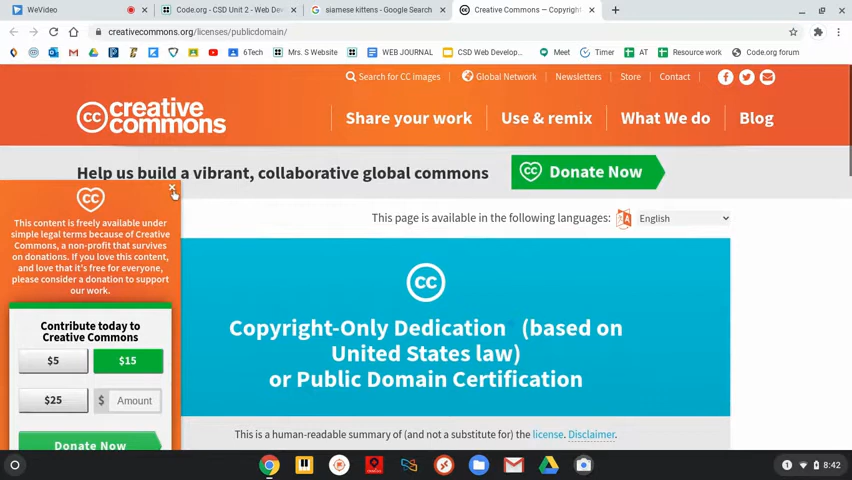 WeVideo
Code.org - CSD Unit 2 - Web De
siamese kittens - Google Search
Creative Commons — Copyright
creativecommons.org/licenses/publicdomain/
6Tech
Mrs. S Website
WEB JOURNAL
CSD Web Develop...
Meet
Timer
AT
Resource work
Code.org forum
Search for CC images
Global Network
Newsletters
Store
Contact
cc creative commons
Share your work
Use & remix
What We do
Blog
Help us build a vibrant, collaborative global commons
Donate Now
This page is available in the following languages:
English
CC
This content is freely available under
simple legal terms because of Creative
Commons, a non-profit that survives
on donations. If you love this content,
and love that it's free for everyone,
please consider a donation to support
our work.
Contribute today to
Creative Commons
$5
$15
$25
$ Amount
Donate Now
cc
Copyright-Only Dedication (based on
United States law)
or Public Domain Certification
This is a human-readable summary of (and not a substitute for) the license. Disclaimer.
1
8:42